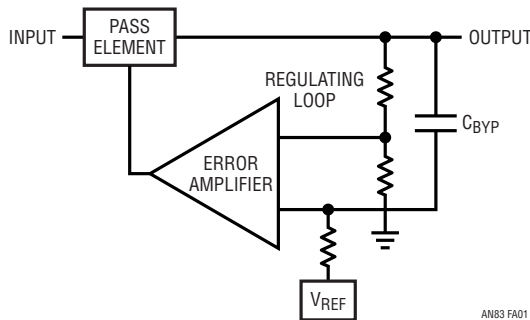 INPUT
PASS
ELEMENT
OUTPUT
REGULATING
LOOP
CBYP
ERROR
AMPLIFIER
VREF
AN83 FA01